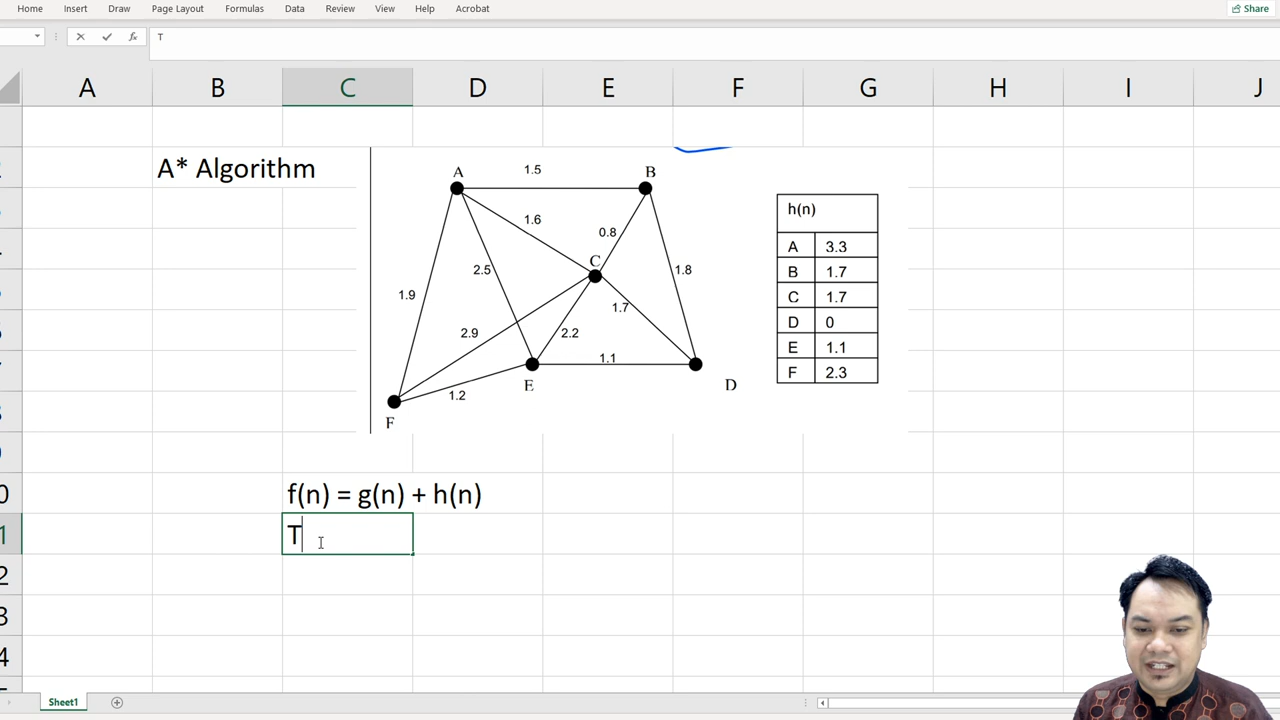 Home Insert Draw Page Layout Formulas Data Review View Help Acrobat Share
fx T
A B C D E F G H I J
A* Algorithm
A 1.5 B
1.6
0.8
C
2.5
1.8
1.9
1.7
2.9
2.2
1.1
E
D
1.2
F
h(n)
A 3.3
B 1.7
C 1.7
D 0
E 1.1
F 2.3
f(n) = g(n) + h(n)
T
Sheet1